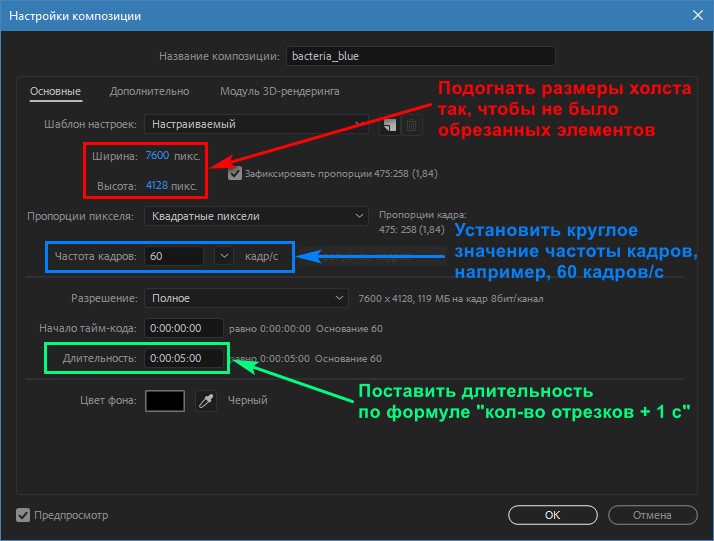 Настройки композиции
Название композиции: bacteria_blue
Основные Дополнительно Модуль 3D-рендеринга
Подогнать размеры холста
так, чтобы не было
обрезанных элементов
Шаблон настроек: Настраиваемый
Ширина: 7600 пикс.
Зафиксировать пропорции 475:258 (1,84)
Высота: 4128 пикс.
Пропорции пикселя: Квадратные пиксели
Пропорции кадра:
475: 258 (1,84)
Установить круглое
значение частоты кадров,
например, 60 кадров/с
Частота кадров: 60 кадр/с
Разрешение: Полное 7600 x 4128, 119 МБ на кадр 8бит/канал
Начало тайм-кода: 0:00:00:00 равно 0:00:00:00 Основание 60
Длительность: 0:00:05:00 равно 0:00:05:00 Основание 60
Поставить длительность
по формуле "кол-во отрезков + 1 с"
Цвет фона: Черный
Предпросмотр
OK Отмена